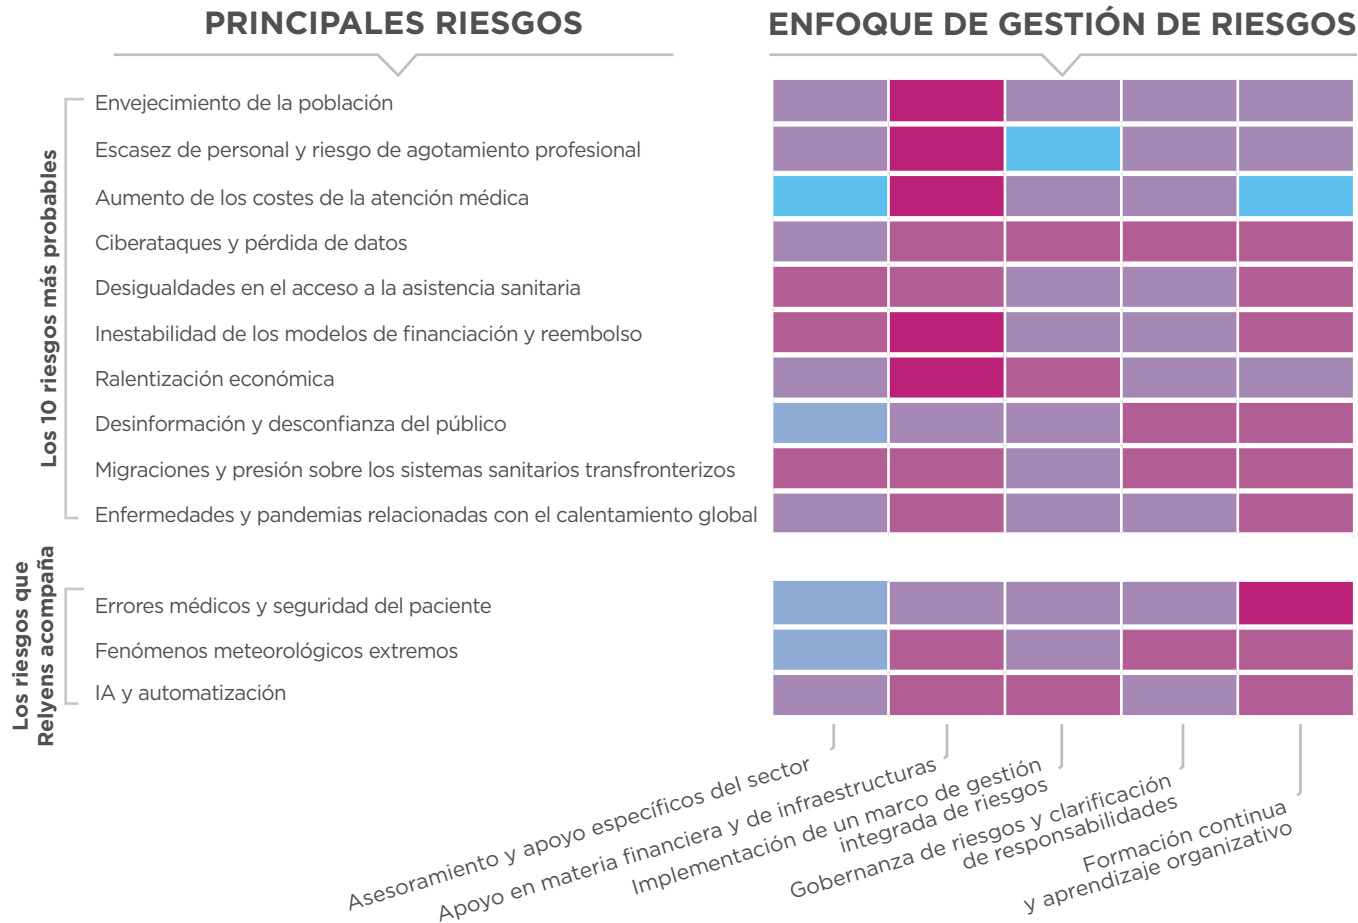 PRINCIPALES RIESGOS
ENFOQUE DE GESTIÓN DE RIESGOS
Los 10 riesgos más probables
Envejecimiento de la población
Escasez de personal y riesgo de agotamiento profesional
Aumento de los costes de la atención médica
Ciberataques y pérdida de datos
Desigualdades en el acceso a la asistencia sanitaria
Inestabilidad de los modelos de financiación y reembolso
Ralentización económica
Desinformación y desconfianza del público
Migraciones y presión sobre los sistemas sanitarios transfronterizos
Enfermedades y pandemias relacionadas con el calentamiento global
Los riesgos que
Relyens acompaña
Errores médicos y seguridad del paciente
Fenómenos meteorológicos extremos
IA y automatización
Asesoramiento y apoyo específicos del sector
Apoyo en materia financiera y de infraestructuras
Implementación de un marco de gestión
integrada de riesgos
Gobernanza de riesgos y clarificación
de responsabilidades
Formación continua
y aprendizaje organizativo